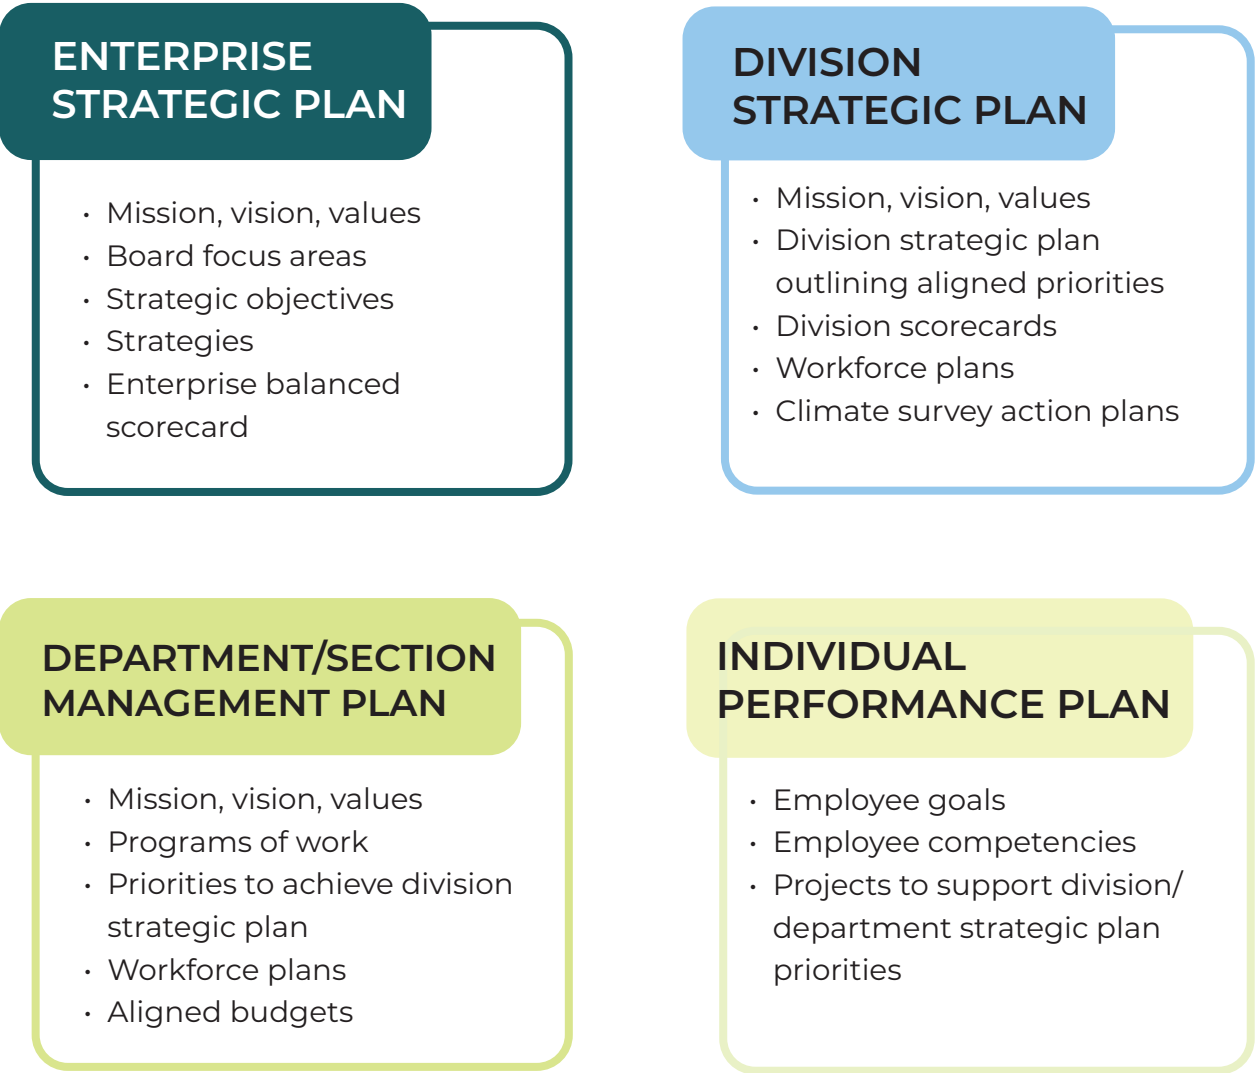 ENTERPRISE
STRATEGIC PLAN
• Mission, vision, values
• Board focus areas
• Strategic objectives
• Strategies
• Enterprise balanced
scorecard
DIVISION
STRATEGIC PLAN
• Mission, vision, values
• Division strategic plan
outlining aligned priorities
• Division scorecards
• Workforce plans
• Climate survey action plans
DEPARTMENT/SECTION
MANAGEMENT PLAN
• Mission, vision, values
• Programs of work
• Priorities to achieve division
strategic plan
• Workforce plans
• Aligned budgets
INDIVIDUAL
PERFORMANCE PLAN
• Employee goals
• Employee competencies
• Projects to support division/
department strategic plan
priorities